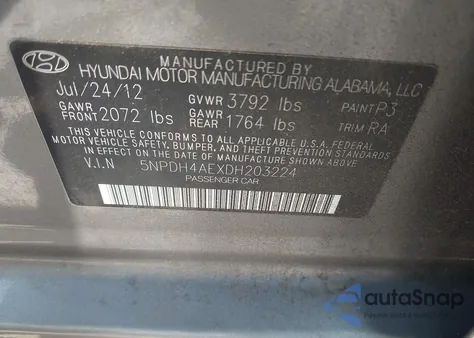 MANUFACTURED BY
HYUNDAI MOTOR MANUFACTURING ALABAMA, LLC
Jul/24/12 GVWR 3792 lbs PAINT P3
GAWR FRONT 2072 lbs GAWR REAR 1764 lbs TRIM RA
THIS VEHICLE CONFORMS TO ALL APPLICABLE U.S.A FEDERAL
MOTOR VEHICLE SAFETY, BUMPER, AND THEFT PREVENTION STANDARDS
IN EFFECT ON THE DATE OF MANUFACTURE SHOWN ABOVE.
V.I.N 5NPDH4AEXDH203224
PASSENGER CAR
autoSnap